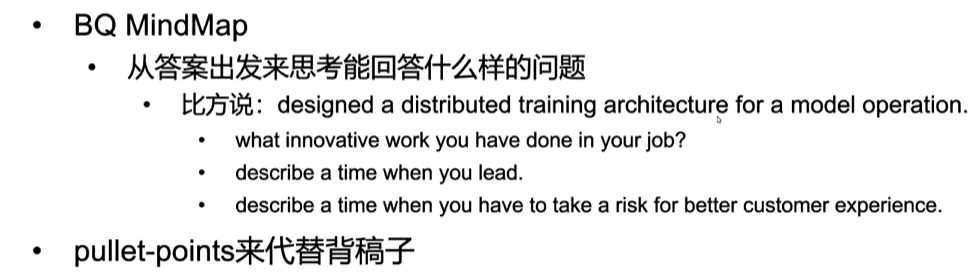 • BQ MindMap
• 从答案出发来思考能回答什么样的问题
• 比方说：designed a distributed training architecture for a model operation.
• what innovative work you have done in your job?
• describe a time when you lead.
• describe a time when you have to take a risk for better customer experience.
• pullet-points来代替背稿子